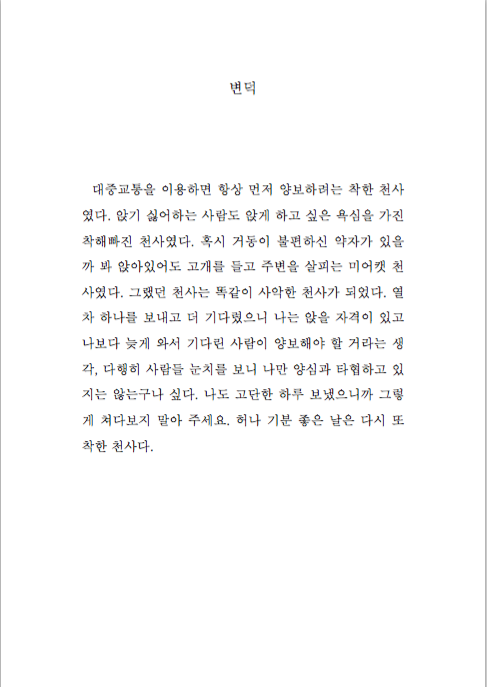 변덕
대중교통을 이용하면 항상 먼저 양보하려는 착한 천사
였다. 앉기 싫어하는 사람도 앉게 하고 싶은 욕심을 가진
착해빠진 천사였다. 혹시 거동이 불편하신 약자가 있을
까 봐 앉아있어도 고개를 들고 주변을 살피는 미어캣 천
사였다. 그랬던 천사는 똑같이 사악한 천사가 되었다. 열
차 하나를 보내고 더 기다렸으니 나는 앉을 자격이 있고
나보다 늦게 와서 기다린 사람이 양보해야 할 거라는 생
각, 다행히 사람들 눈치를 보니 나만 양심과 타협하고 있
지는 않는구나 싶다. 나도 고단한 하루 보냈으니까 그렇
게 쳐다보지 말아 주세요. 허나 기분 좋은 날은 다시 또
착한 천사다.